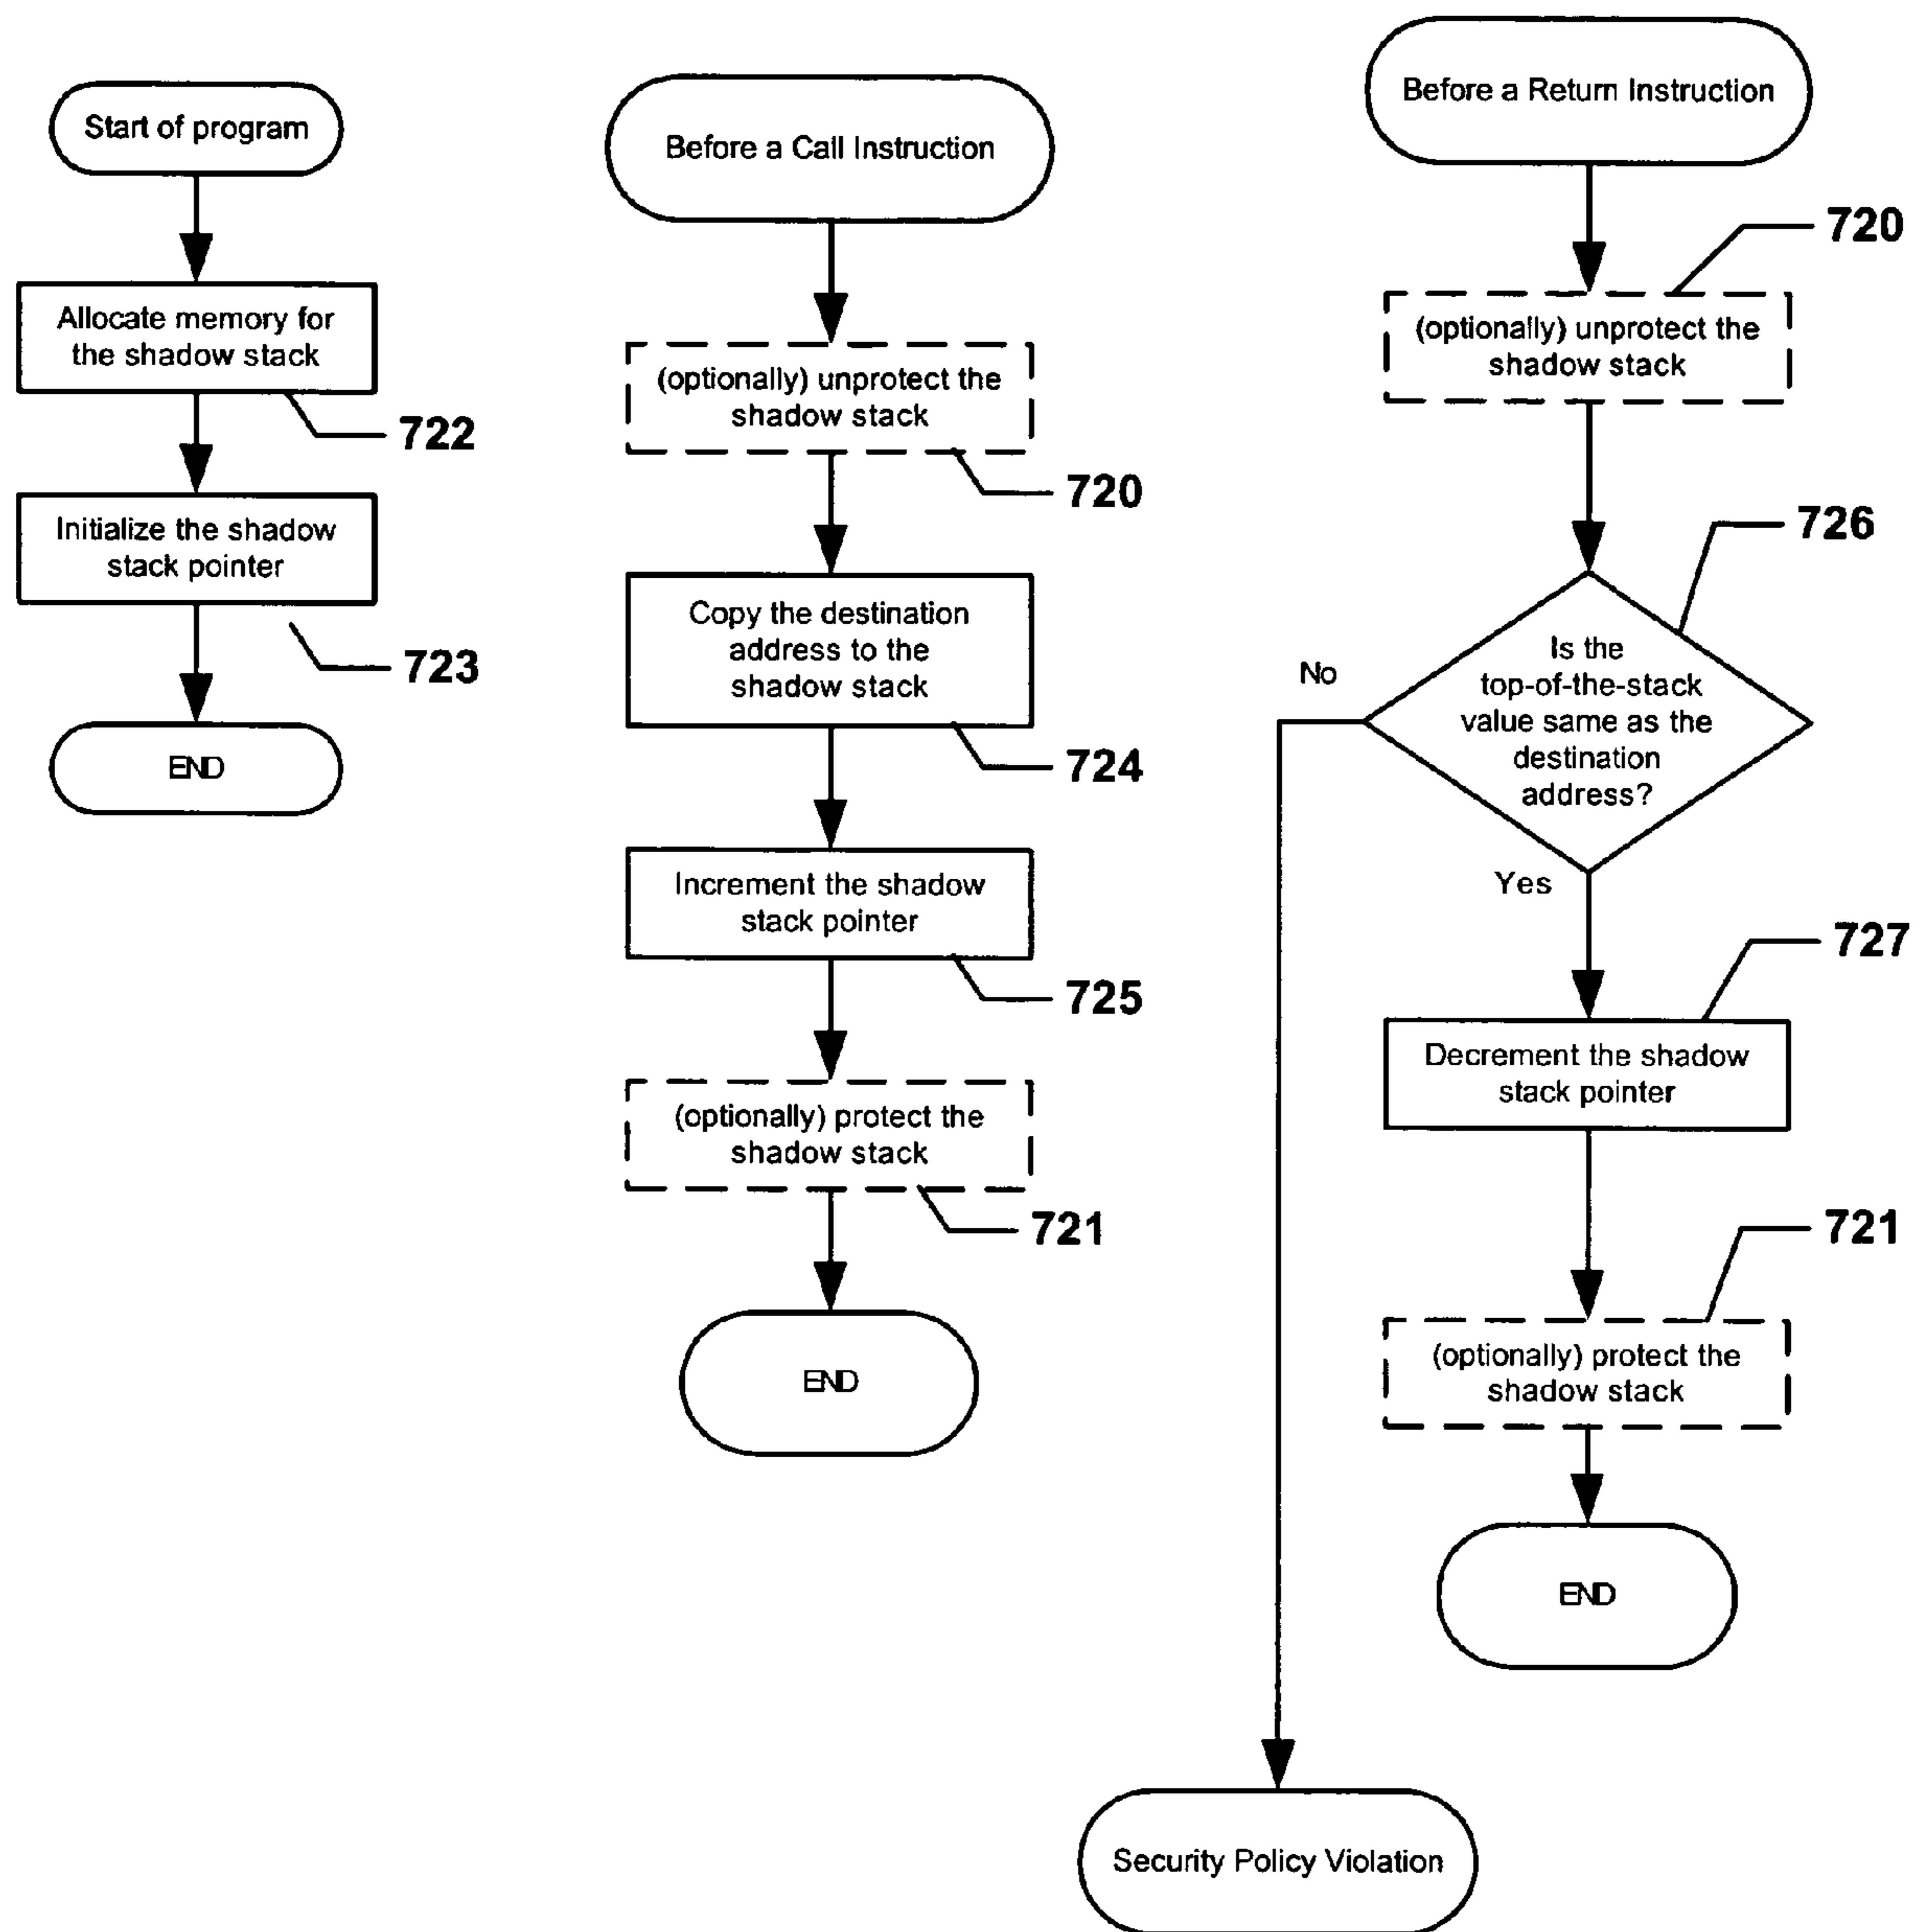 Start of program
Allocate memory for
the shadow stack
722
Initialize the shadow
stack pointer
723
END
Before a Call Instruction
(optionally) unprotect the
shadow stack
720
Copy the destination
address to the
shadow stack
724
Increment the shadow
stack pointer
725
(optionally) protect the
shadow stack
721
END
Before a Return Instruction
720
(optionally) unprotect the
shadow stack
726
Is the
top-of-the-stack
value same as the
destination
address?
No
Yes
727
Decrement the shadow
stack pointer
721
(optionally) protect the
shadow stack
END
Security Policy Violation